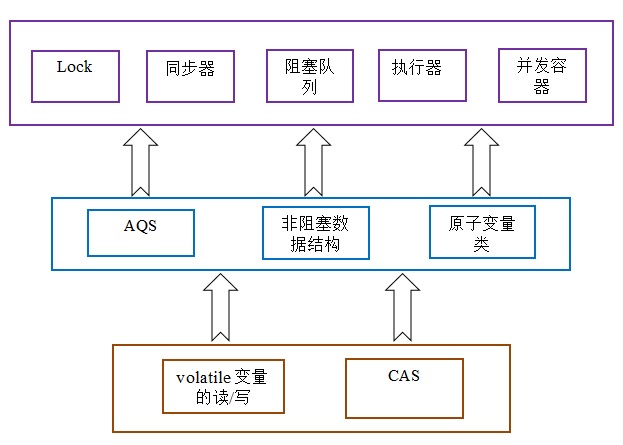 Lock
同步器
阻塞队
列
执行器
并发容
器
AQS
非阻塞数
据结构
原子变量
类
volatile 变量
的读/写
CAS